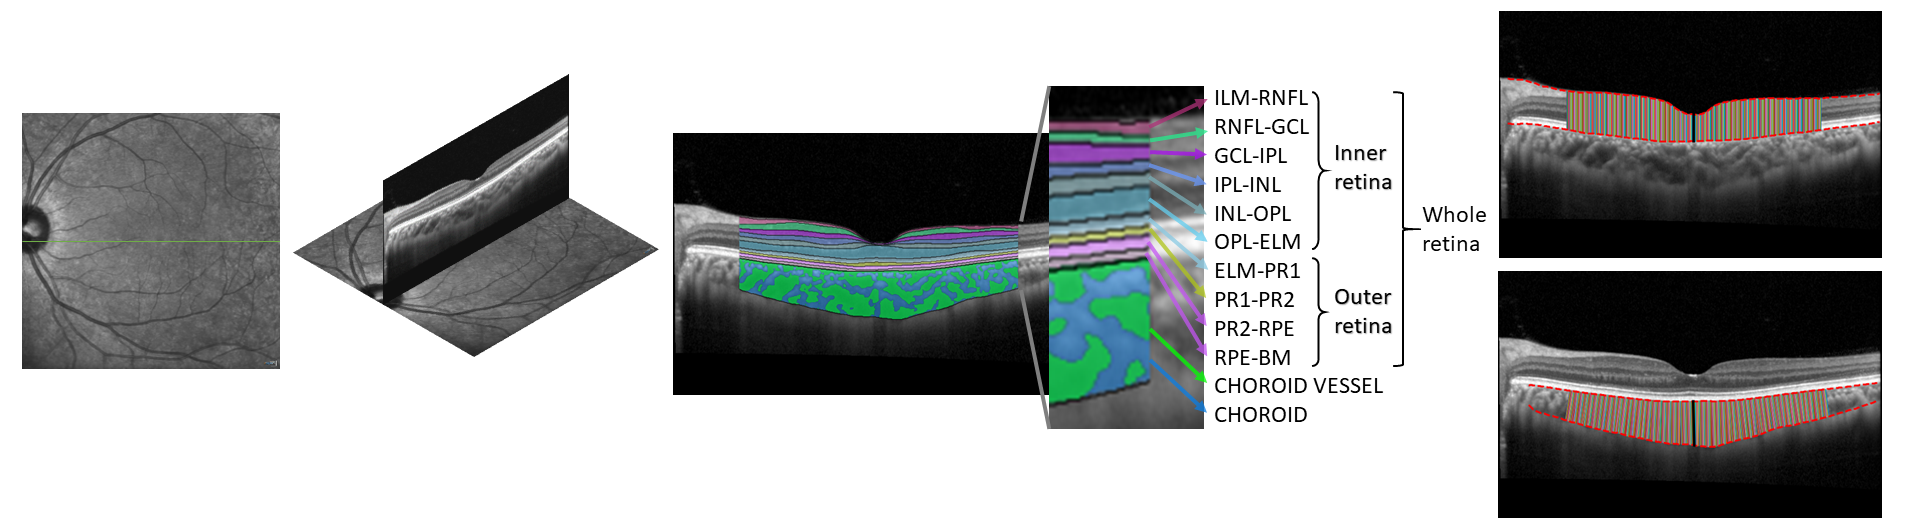 ILM-RNFL
RNFL-GCL
GCL-IPL
IPL-INL
INL-OPL
OPL-ELM
ELM-PR1
PR1-PR2
PR2-RPE
RPE-BM
CHOROID VESSEL
CHOROID
Inner
retina
Outer
retina
Whole
retina